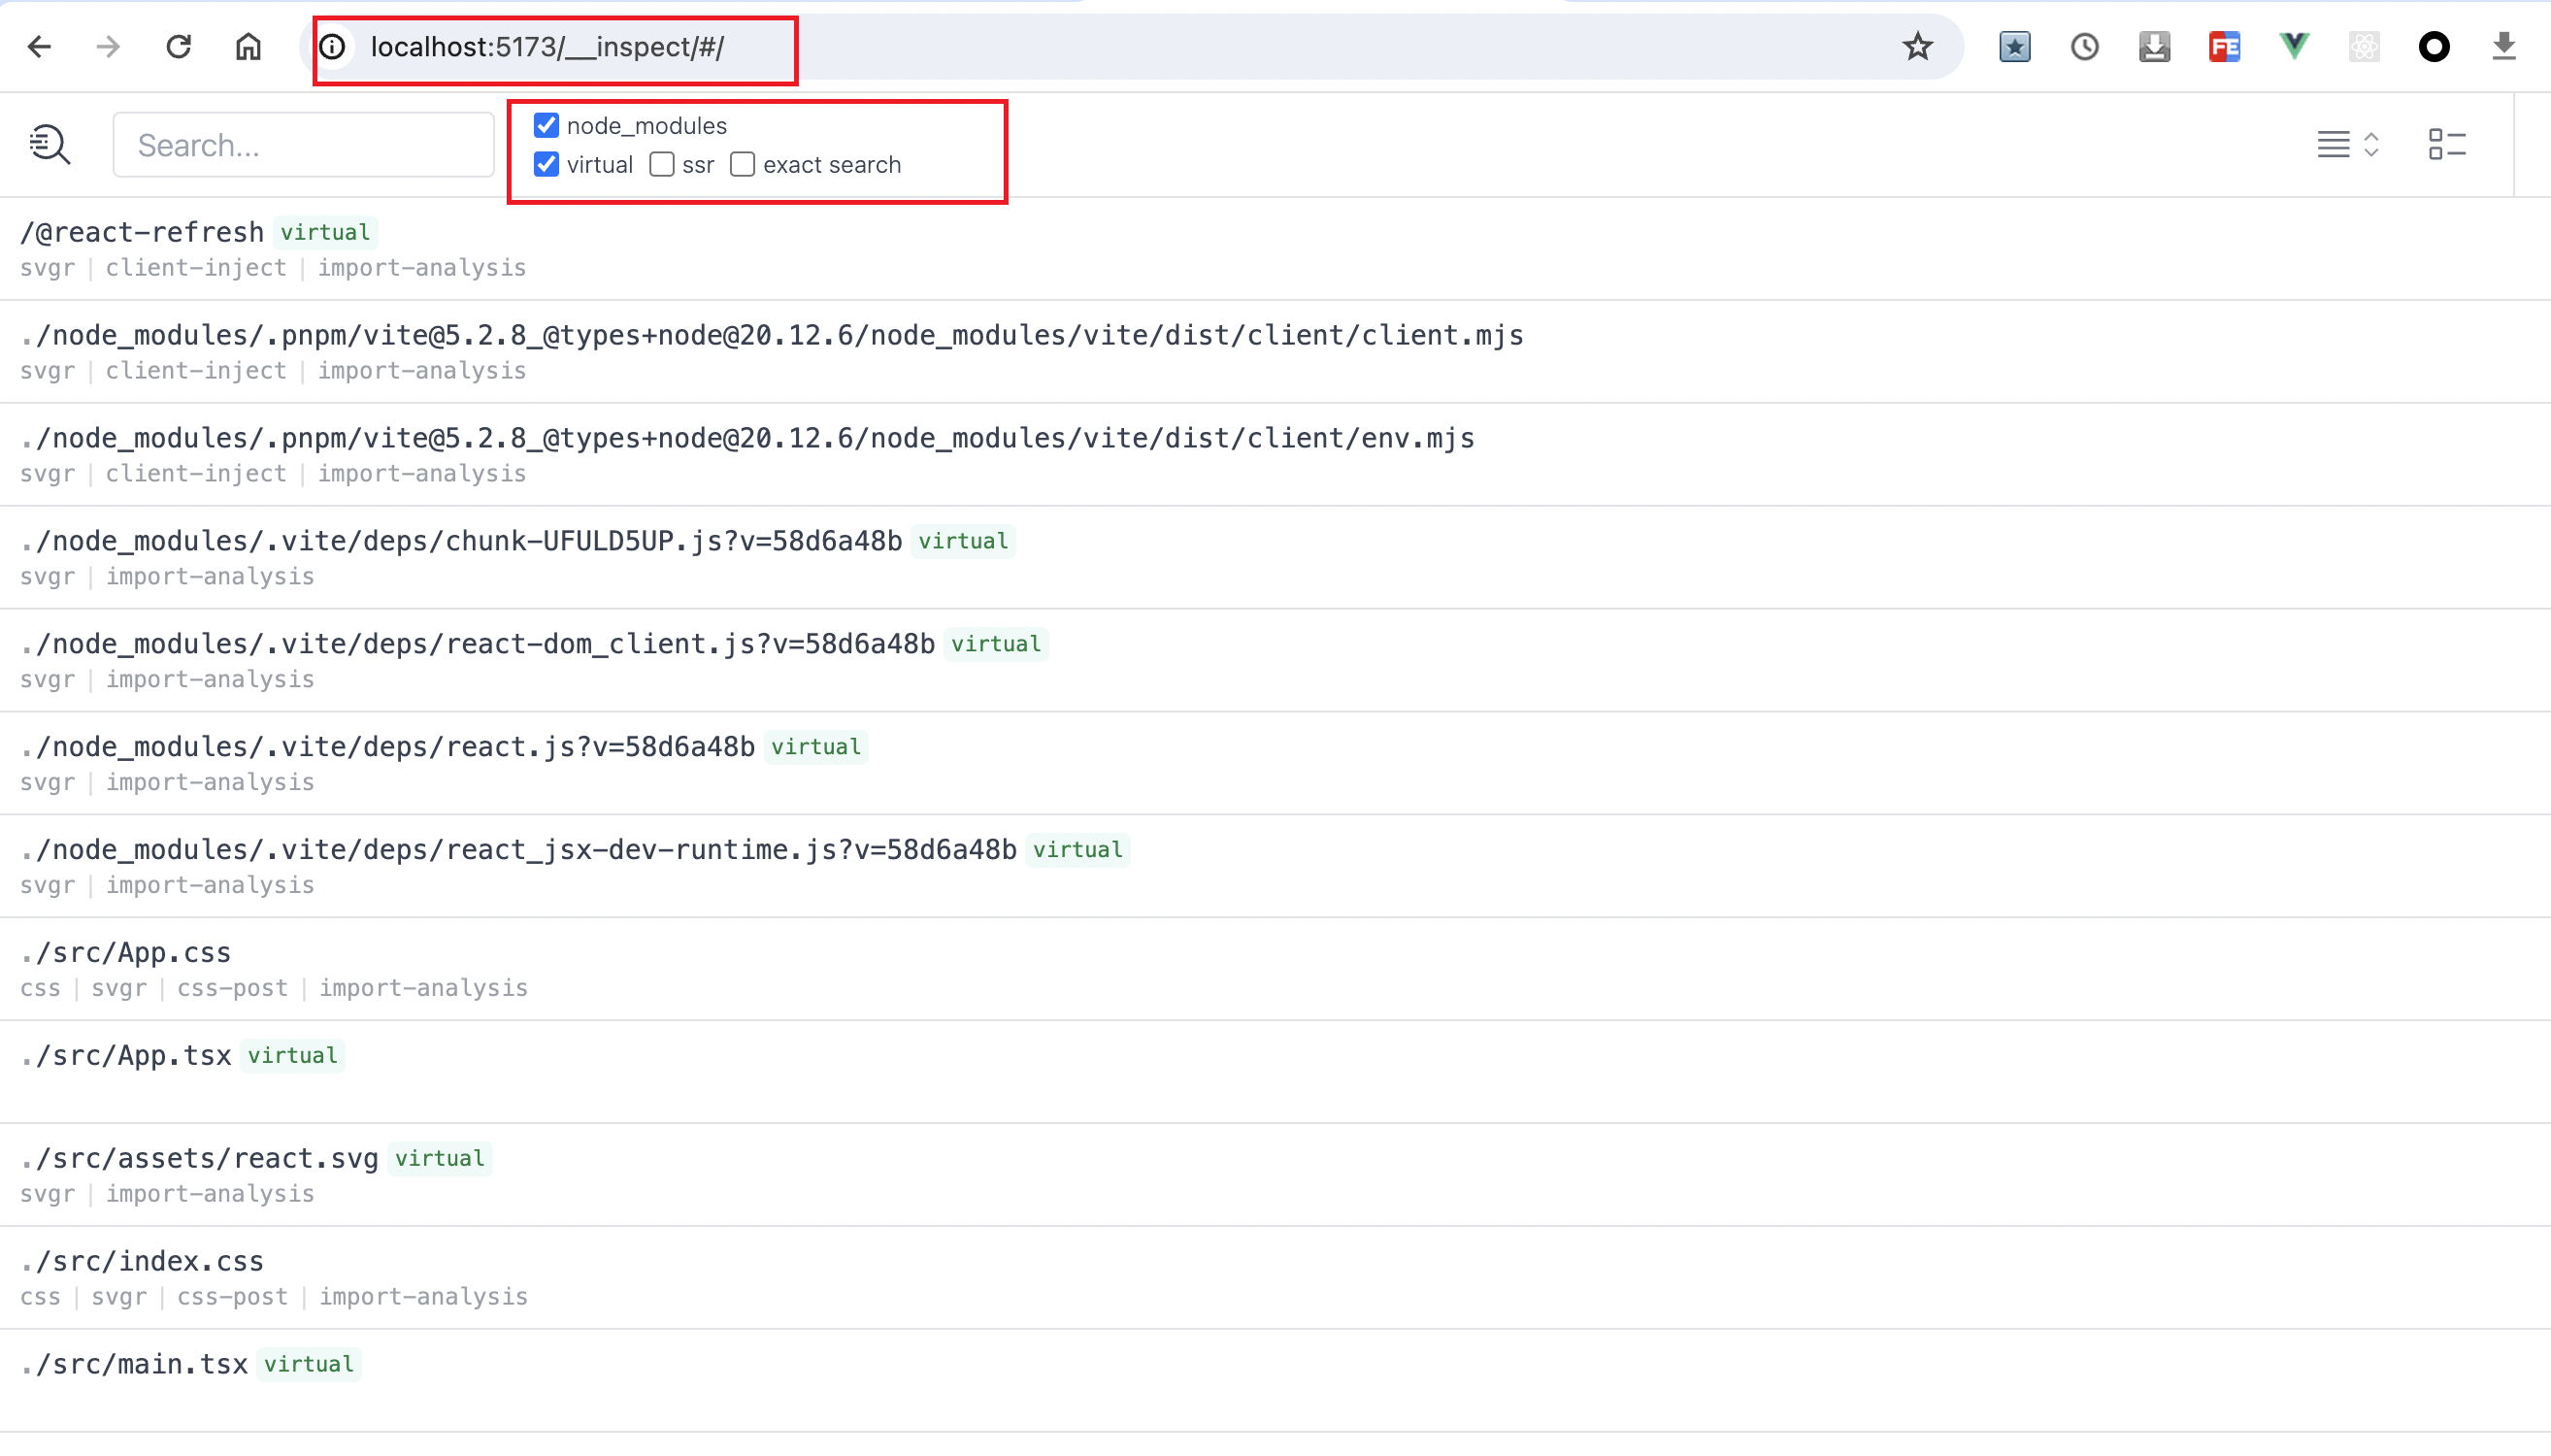 localhost:5173/__inspect/#/
FE
Search...
node_modules
virtual ssr exact search
/@react-refresh virtual
svgr | client-inject | import-analysis
./node_modules/.pnpm/vite@5.2.8_@types+node@20.12.6/node_modules/vite/dist/client/client.mjs
svgr | client-inject | import-analysis
./node_modules/.pnpm/vite@5.2.8_@types+node@20.12.6/node_modules/vite/dist/client/env.mjs
svgr | client-inject | import-analysis
./node_modules/.vite/deps/chunk-UFULD5UP.js?v=58d6a48b virtual
svgr | import-analysis
./node_modules/.vite/deps/react-dom_client.js?v=58d6a48b virtual
svgr | import-analysis
./node_modules/.vite/deps/react.js?v=58d6a48b virtual
svgr | import-analysis
./node_modules/.vite/deps/react_jsx-dev-runtime.js?v=58d6a48b virtual
svgr | import-analysis
./src/App.css
css | svgr | css-post | import-analysis
./src/App.tsx virtual
./src/assets/react.svg virtual
svgr | import-analysis
./src/index.css
css | svgr | css-post | import-analysis
./src/main.tsx virtual